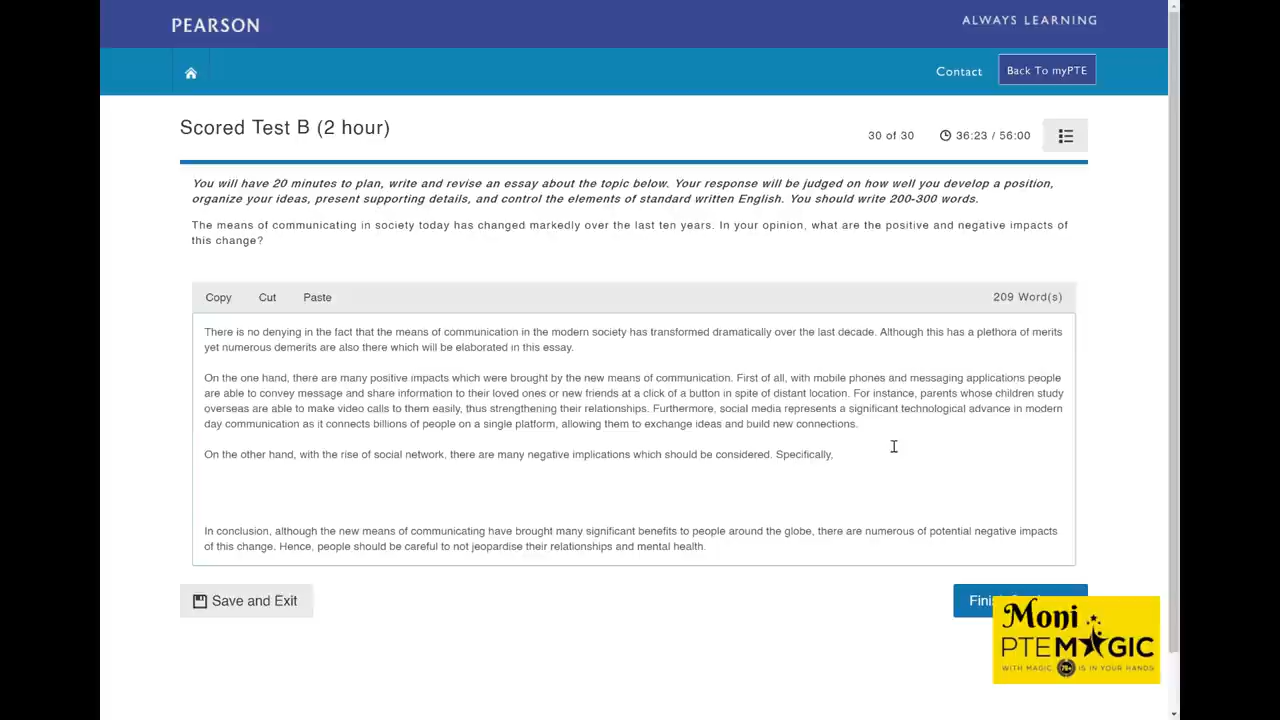 PEARSON
ALWAYS LEARNING
Contact
Back To myPTE
Scored Test B (2 hour)
30 of 30
36:23 / 56:00
You will have 20 minutes to plan, write and revise an essay about the topic below. Your response will be judged on how well you develop a position,
organize your ideas, present supporting details, and control the elements of standard written English. You should write 200-300 words.
The means of communicating in society today has changed markedly over the last ten years. In your opinion, what are the positive and negative impacts of
this change?
Copy
Cut
Paste
209 Word(s)
There is no denying in the fact that the means of communication in the modern society has transformed dramatically over the last decade. Although this has a plethora of merits
yet numerous demerits are also there which will be elaborated in this essay.
On the one hand, there are many positive impacts which were brought by the new means of communication. First of all, with mobile phones and messaging applications people
are able to convey message and share information to their loved ones or new friends at a click of a button in spite of distant location. For instance, parents whose children study
overseas are able to make video calls to them easily, thus strengthening their relationships. Furthermore, social media represents a significant technological advance in modern
day communication as it connects billions of people on a single platform, allowing them to exchange ideas and build new connections.
On the other hand, with the rise of social network, there are many negative implications which should be considered. Specifically,
In conclusion, although the new means of communicating have brought many significant benefits to people around the globe, there are numerous of potential negative impacts
of this change. Hence, people should be careful to not jeopardise their relationships and mental health.
Save and Exit
Moni
PTEMAGIC
WITH MAGIC 79+ IS IN YOUR HANDS